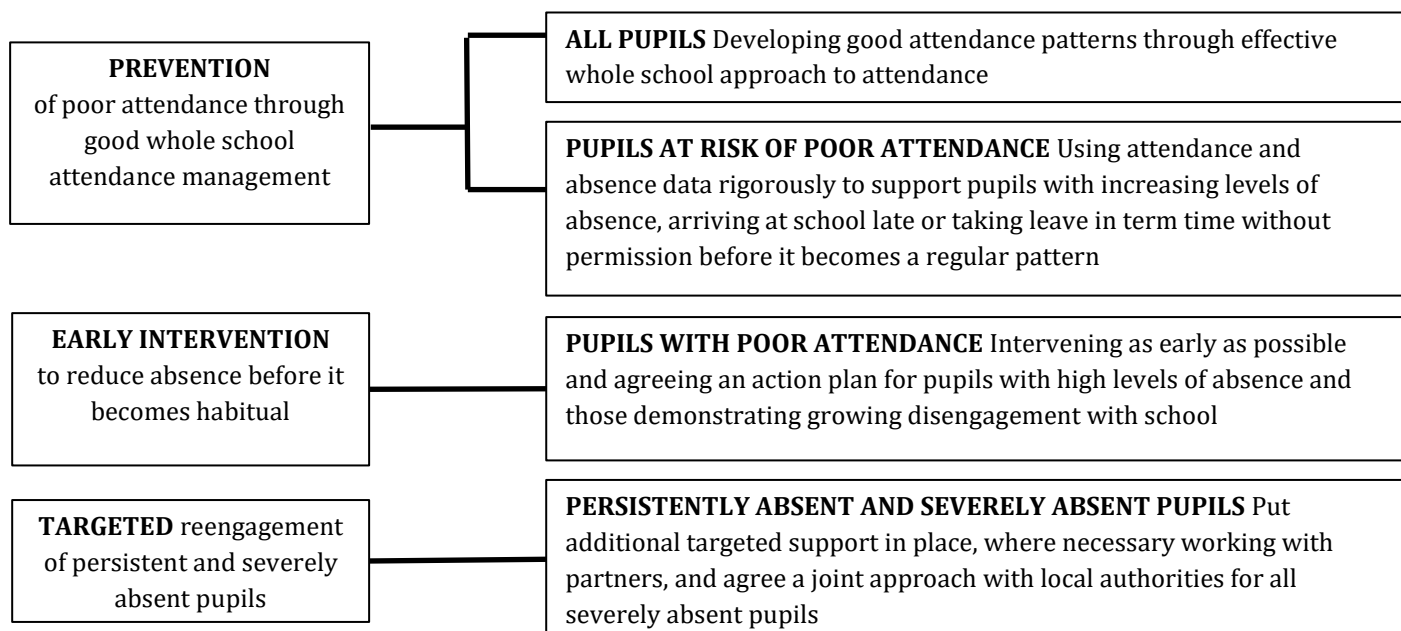 PREVENTION
of poor attendance through
good whole school
attendance management
ALL PUPILS Developing good attendance patterns through effective
whole school approach to attendance
PUPILS AT RISK OF POOR ATTENDANCE Using attendance and
absence data rigorously to support pupils with increasing levels of
absence, arriving at school late or taking leave in term time without
permission before it becomes a regular pattern
EARLY INTERVENTION
to reduce absence before it
becomes habitual
PUPILS WITH POOR ATTENDANCE Intervening as early as possible
and agreeing an action plan for pupils with high levels of absence and
those demonstrating growing disengagement with school
TARGETED reengagement
of persistent and severely
absent pupils
PERSISTENTLY ABSENT AND SEVERELY ABSENT PUPILS Put
additional targeted support in place, where necessary working with
partners, and agree a joint approach with local authorities for all
severely absent pupils